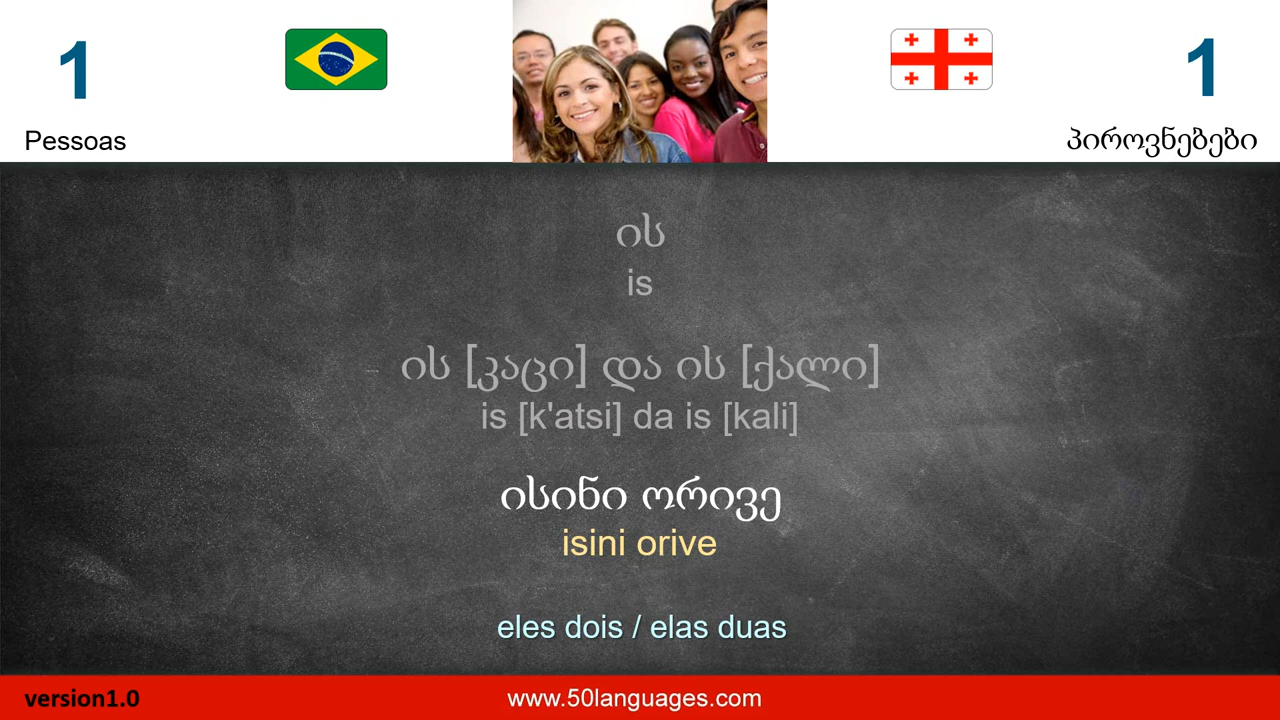 1
1
Pessoas
პიროვნებები
ის
is
ის [კაცი] და ის [ქალი]
is [k'atsi] da is [kali]
ისინი ორივე
isini orive
eles dois / elas duas
version1.0
www.50languages.com